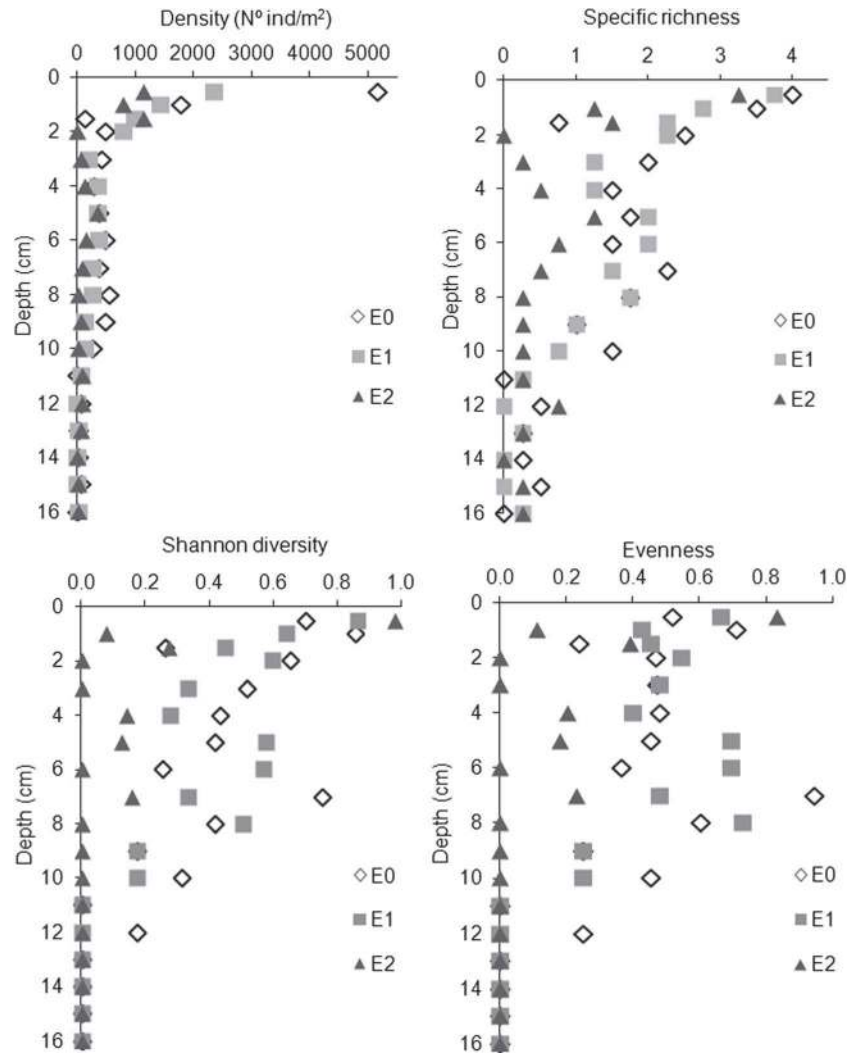 Density (Nº ind/m²)
0 1000 2000 3000 4000 5000
0
2
4
6
8
10
12
14
16
Depth (cm)
E0
E1
E2
Specific richness
0 1 2 3 4
0
2
4
6
8
10
12
14
16
Depth (cm)
E0
E1
E2
Shannon diversity
0.0 0.2 0.4 0.6 0.8 1.0
0
2
4
6
8
10
12
14
16
Depth (cm)
E0
E1
E2
Evenness
0.0 0.2 0.4 0.6 0.8 1.0
0
2
4
6
8
10
12
14
16
Depth (cm)
E0
E1
E2